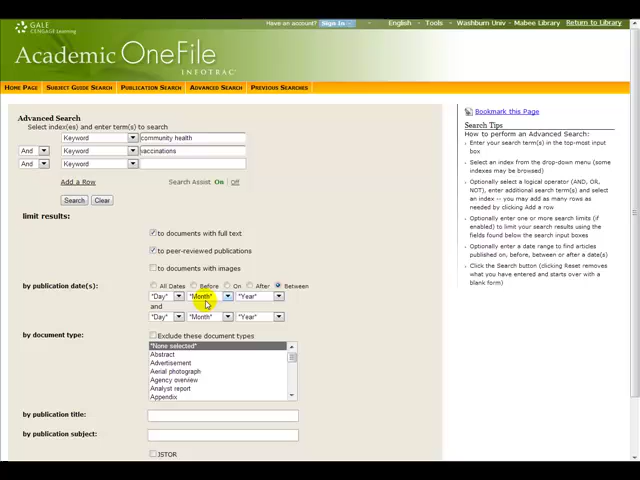 GALE
CENGAGE Learning
Have an account? Sign In English Tools Washburn Univ - Mabee Library Return to Library
Academic OneFile
INFOTRAC
HOME PAGE SUBJECT GUIDE SEARCH PUBLICATION SEARCH ADVANCED SEARCH PREVIOUS SEARCHES
Advanced Search
Select index(es) and enter term(s) to search
Keyword community health
And Keyword vaccinations
And Keyword
Add a Row Search Assist On Off
Search Clear
limit results:
to documents with full text
to peer-reviewed publications
to documents with images
by publication date(s): All Dates Before On After Between
"Day" "Month" "Year"
and
"Day" "Month" "Year"
by document type: Exclude these document types
"None selected"
Abstract
Advertisement
Aerial photograph
Agency overview
Analyst report
Appendix
by publication title:
by publication subject:
JSTOR
Bookmark this Page
Search Tips
How to perform an Advanced Search:
Enter your search term(s) in the top-most input
box
Select an index from the drop-down menu (some
indexes may be browsed)
Optionally select a logical operator (AND, OR,
NOT), enter additional search term(s) and select
an index -- you may add as many rows as
needed by clicking Add a row
Optionally enter one or more search limits (if
enabled) to limit your search results using the
fields found below the search input boxes
Optionally enter a date range to find articles
published on, before, between or after a date(s)
Click the Search button (clicking Reset removes
what you have entered and starts over with a
blank form)